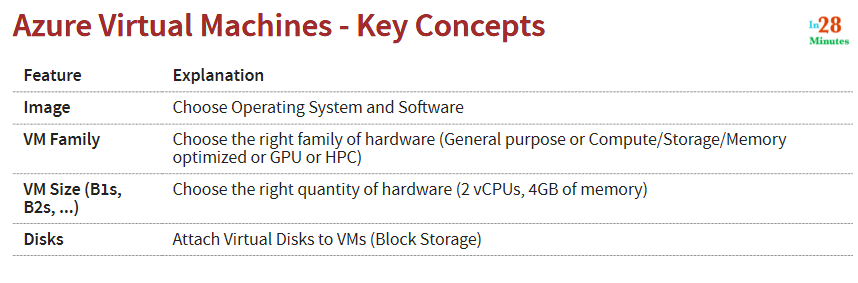 Azure Virtual Machines - Key Concepts
In28
Minutes
Feature Explanation
Image Choose Operating System and Software
VM Family Choose the right family of hardware (General purpose or Compute/Storage/Memory
optimized or GPU or HPC)
VM Size (B1s, Choose the right quantity of hardware (2 vCPUs, 4GB of memory)
B2s, ...)
Disks Attach Virtual Disks to VMs (Block Storage)